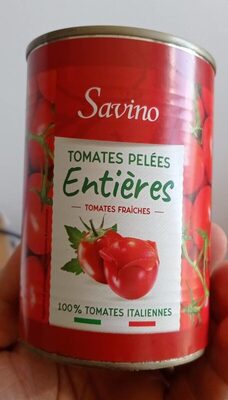 Savino
TOMATES PELÉES
Entières
- TOMATES FRAÎCHES -
100% TOMATES ITALIENNES